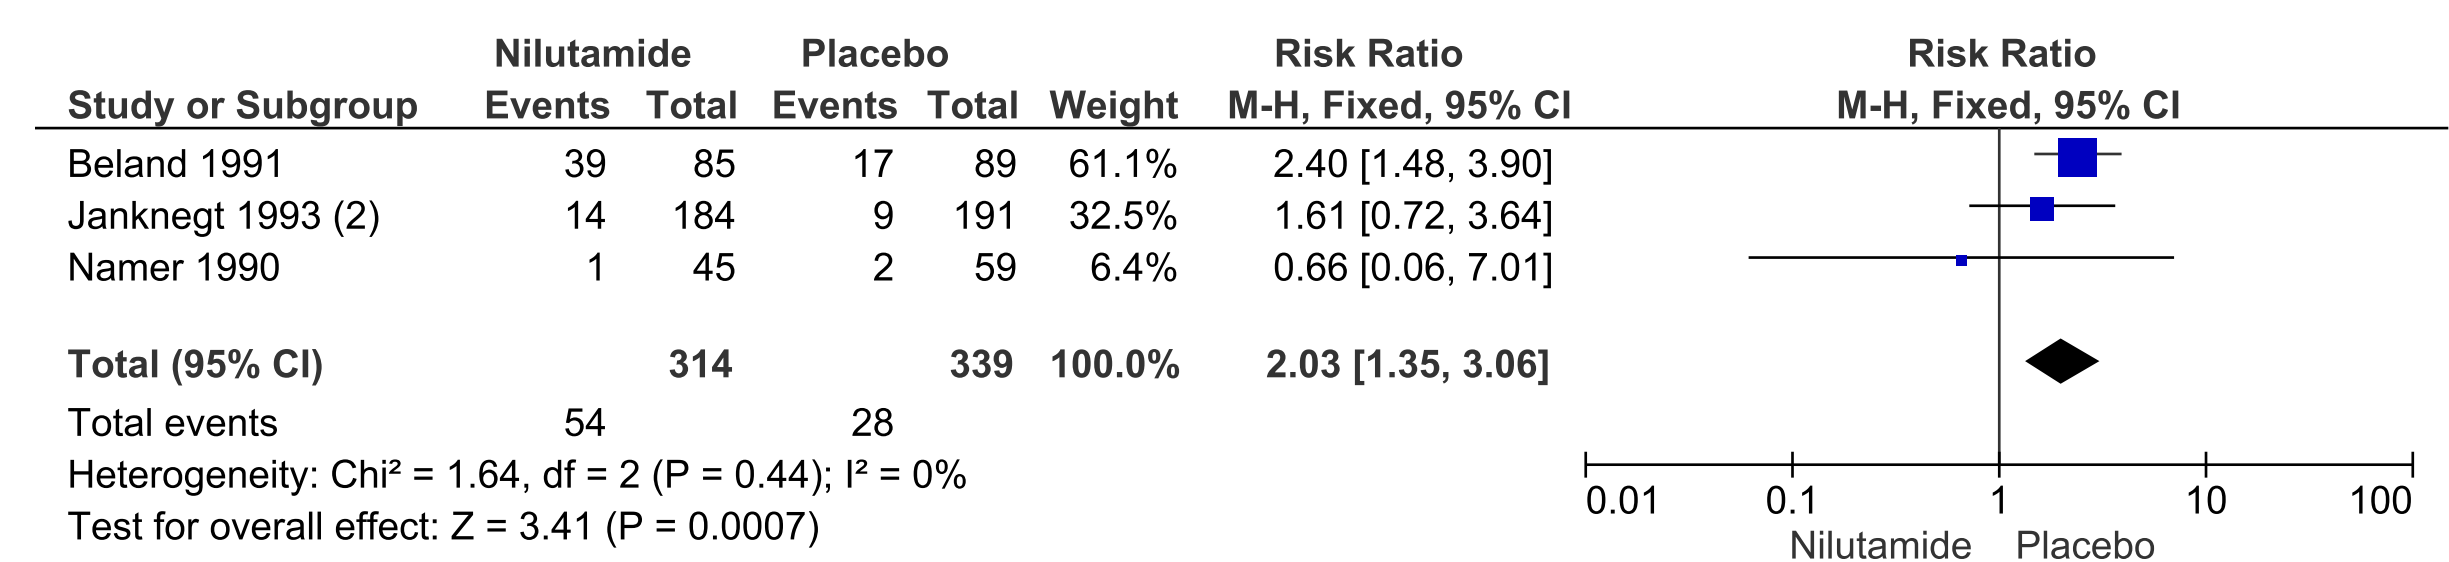 Nilutamide Placebo Risk Ratio Risk Ratio
Study or Subgroup Events Total Events Total Weight M-H, Fixed, 95% CI M-H, Fixed, 95% CI
Beland 1991 39 85 17 89 61.1% 2.40 [1.48, 3.90]
Janknegt 1993 (2) 14 184 9 191 32.5% 1.61 [0.72, 3.64]
Namer 1990 1 45 2 59 6.4% 0.66 [0.06, 7.01]
Total (95% CI) 314 339 100.0% 2.03 [1.35, 3.06]
Total events 54 28
Heterogeneity: Chi² = 1.64, df = 2 (P = 0.44); I² = 0%
Test for overall effect: Z = 3.41 (P = 0.0007)
0.01 0.1 1 10 100
Nilutamide Placebo